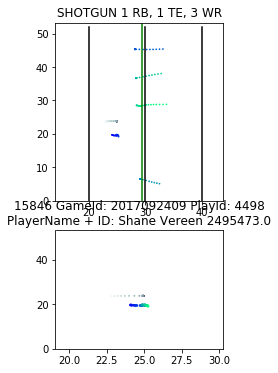 SHOTGUN 1 RB, 1 TE, 3 WR
50
40
30
20
10
0
20 30 40
15846 GameId: 2017092409 PlayId: 4498
PlayerName + ID: Shane Vereen 2495473.0
40
20
0
20.0 22.5 25.0 27.5 30.0